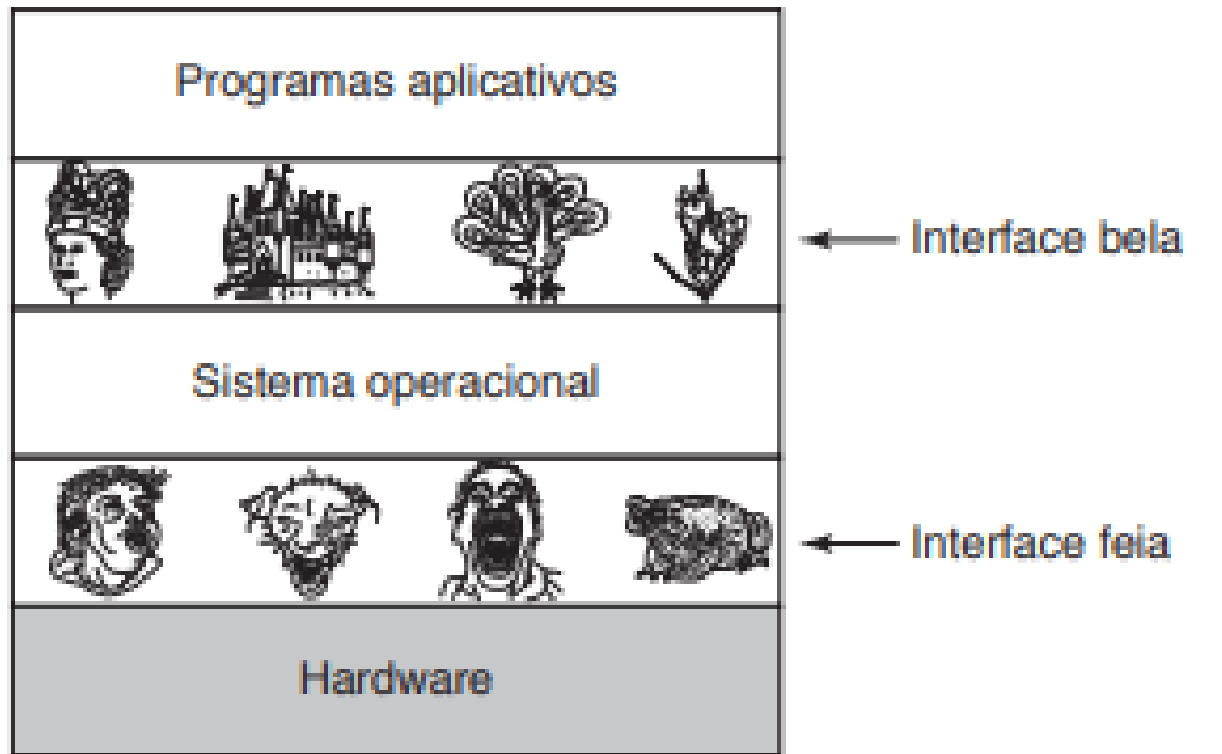 Programas aplicativos
Interface bela
Sistema operacional
Interface feia
Hardware